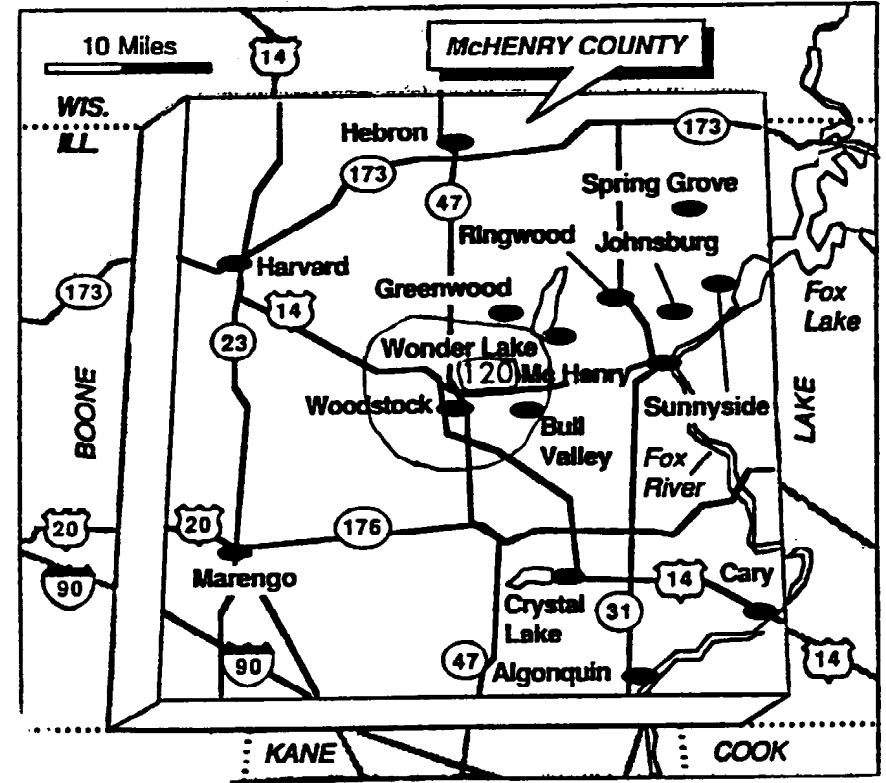 10 Miles
14
McHENRY COUNTY
WIS.
ILL.
Hebron
173
173
47
Spring Grove
Ringwood
Johnsburg
Harvard
173
Greenwood
14
Fox
Lake
23
Wonder Lake
120
Mc Henry
BOONE
Woodstock
Sunnyside
LAKE
Bull
Valley
Fox
River
20
20
176
90
Marengo
14
Cary
Crystal
Lake
31
90
47
Algonquin
14
KANE
COOK